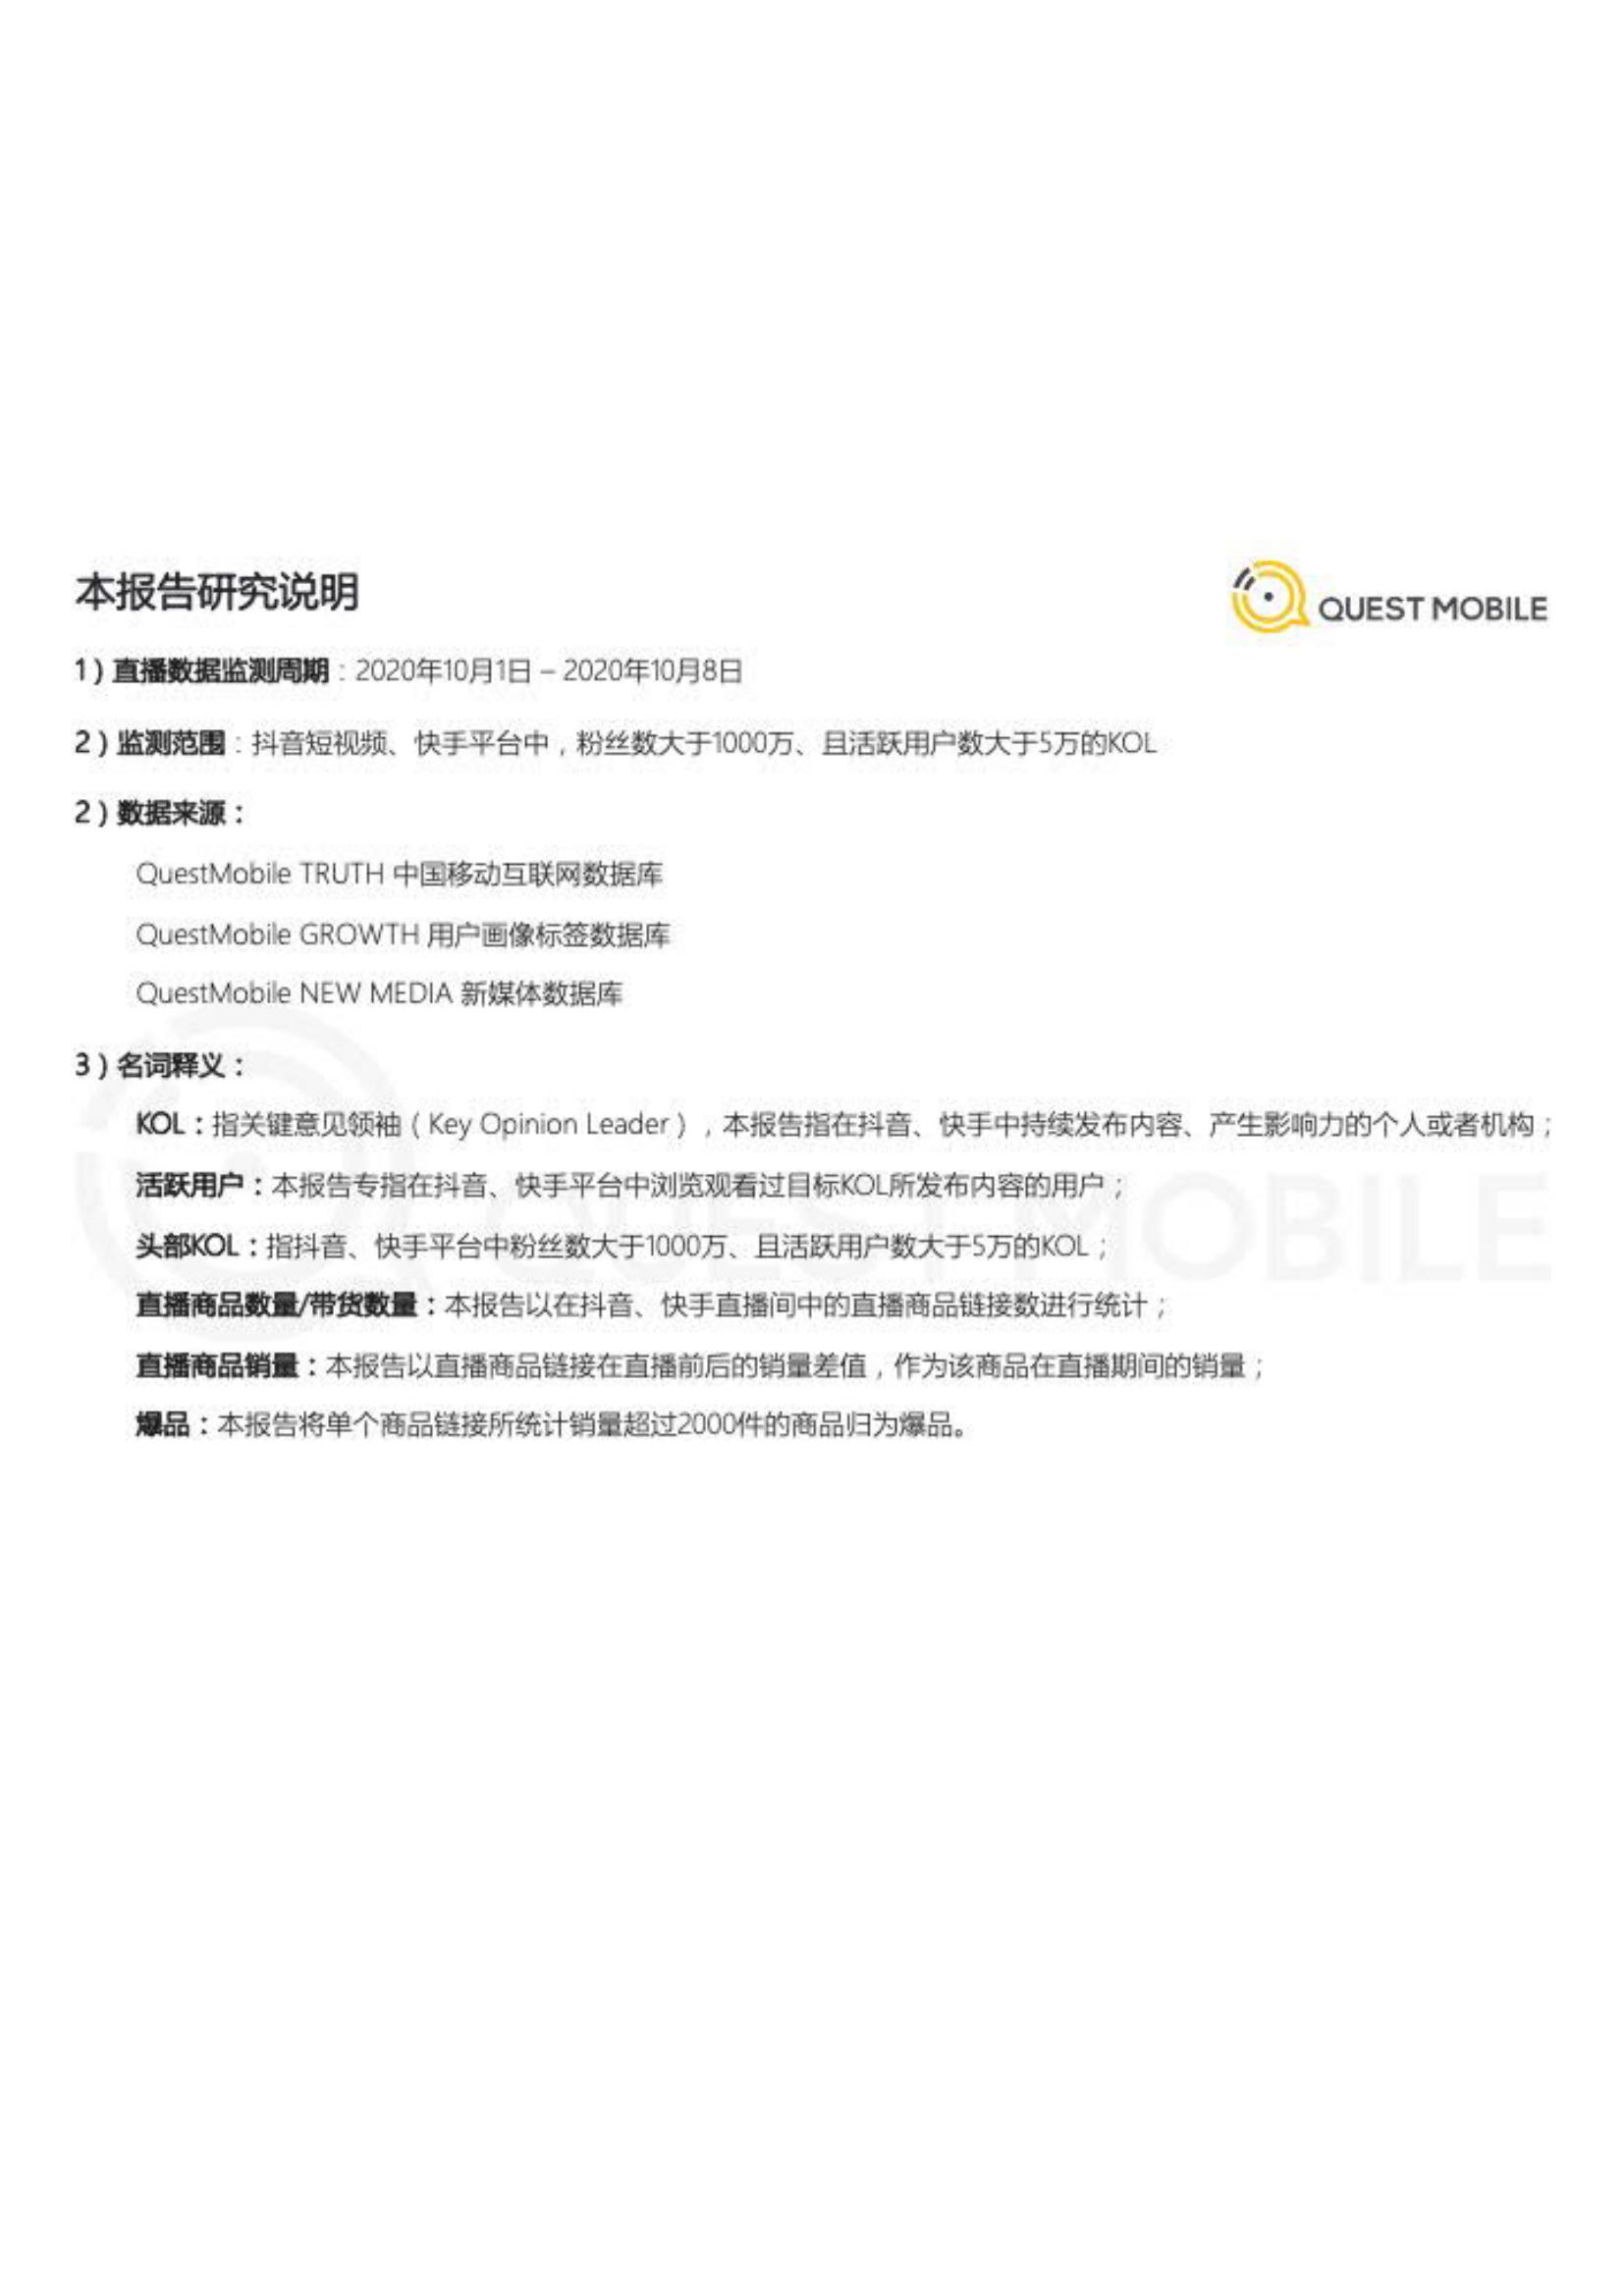 本报告研究说明
QUEST MOBILE
1）直播数据监测周期：2020年10月1日 – 2020年10月8日
2）监测范围：抖音短视频、快手平台中，粉丝数大于1000万、且活跃用户数大于5万的KOL
2）数据来源：
QuestMobile TRUTH 中国移动互联网数据库
QuestMobile GROWTH 用户画像标签数据库
QuestMobile NEW MEDIA 新媒体数据库
3）名词释义：
KOL：指关键意见领袖（Key Opinion Leader），本报告指在抖音、快手中持续发布内容、产生影响力的个人或者机构；
活跃用户：本报告专指在抖音、快手平台中浏览观看过目标KOL所发布内容的用户；
头部KOL：指抖音、快手平台中粉丝数大于1000万、且活跃用户数大于5万的KOL；
直播商品数量/带货数量：本报告以在抖音、快手直播间中的直播商品链接数进行统计；
直播商品销量：本报告以直播商品链接在直播前后的销量差值，作为该商品在直播期间的销量；
爆品：本报告将单个商品链接所统计销量超过2000件的商品归为爆品。
QUEST MOBILE